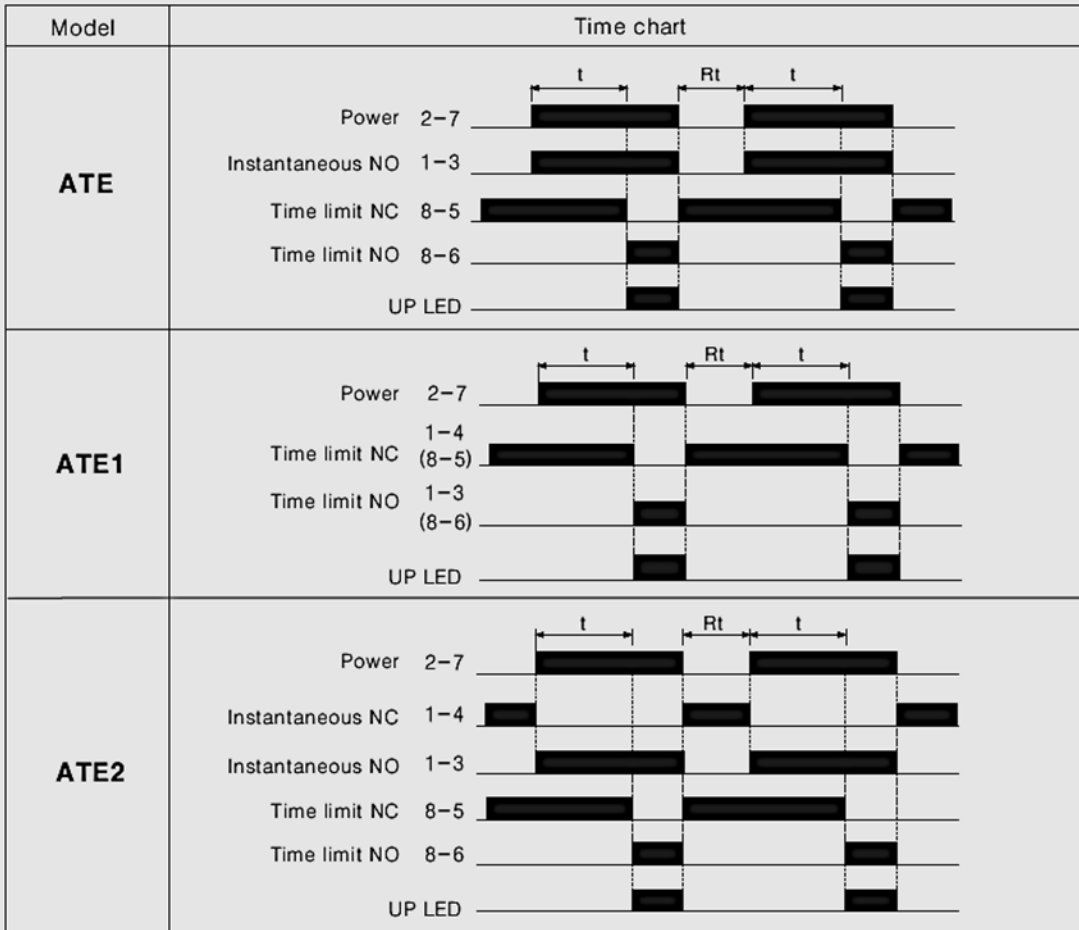 Model Time chart
ATE
t Rt t
Power 2-7
Instantaneous NO 1-3
Time limit NC 8-5
Time limit NO 8-6
UP LED
ATE1
t Rt t
Power 2-7
Time limit NC 1-4
(8-5)
Time limit NO 1-3
(8-6)
UP LED
ATE2
t Rt t
Power 2-7
Instantaneous NC 1-4
Instantaneous NO 1-3
Time limit NC 8-5
Time limit NO 8-6
UP LED